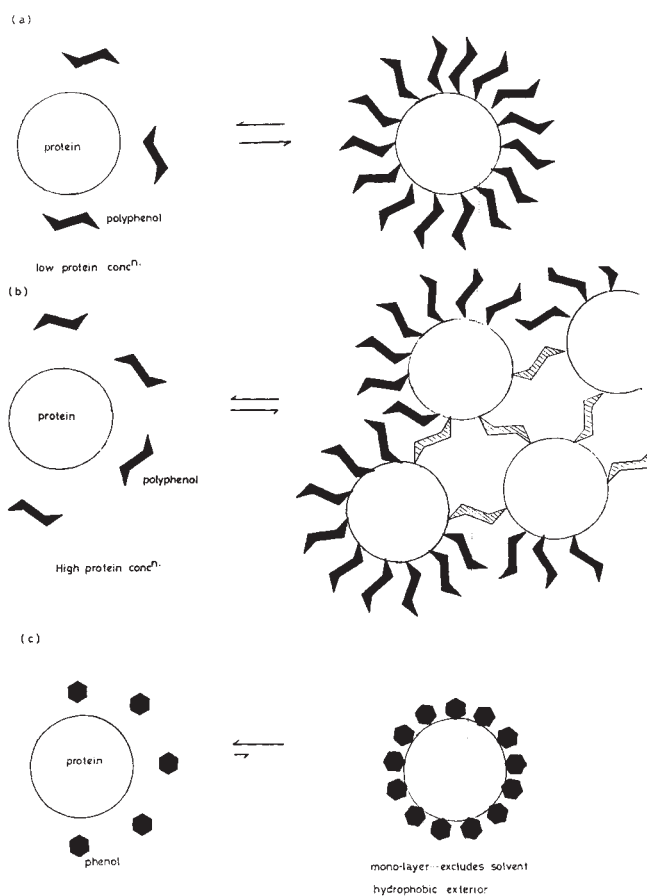 (a)
protein
polyphenol
low protein concⁿ·
(b)
protein
polyphenol
High protein concⁿ·
(c)
protein
phenol
mono-layer--excludes solvent
hydrophobic exterior